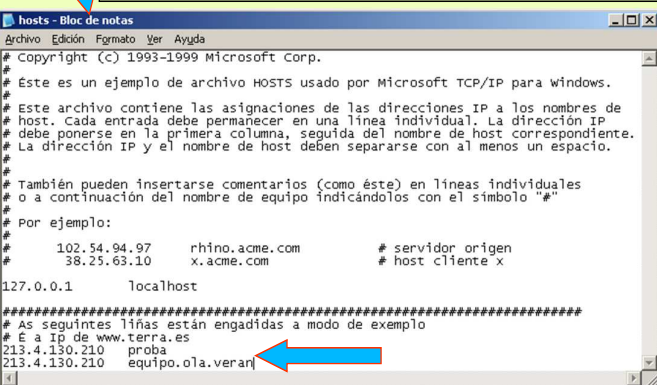 hosts - Bloc de notas
Archivo Edición Formato Ver Ayuda
# Copyright (c) 1993-1999 Microsoft Corp.
#
# Éste es un ejemplo de archivo HOSTS usado por Microsoft TCP/IP para Windows.
#
# Este archivo contiene las asignaciones de las direcciones IP a los nombres de
# host. Cada entrada debe permanecer en una línea individual. La dirección IP
# debe ponerse en la primera columna, seguida del nombre de host correspondiente.
# La dirección IP y el nombre de host deben separarse con al menos un espacio.
#
#
# También pueden insertarse comentarios (como éste) en líneas individuales
# o a continuación del nombre de equipo indicándolos con el símbolo "#"
#
# Por ejemplo:
#
# 102.54.94.97 rhino.acme.com # servidor origen
# 38.25.63.10 x.acme.com # host cliente x
127.0.0.1 localhost
##########################################################################
# As seguintes liñas están engadidas a modo de exemplo
# É a Ip de www.terra.es
213.4.130.210 proba
213.4.130.210 equipo.ola.veran